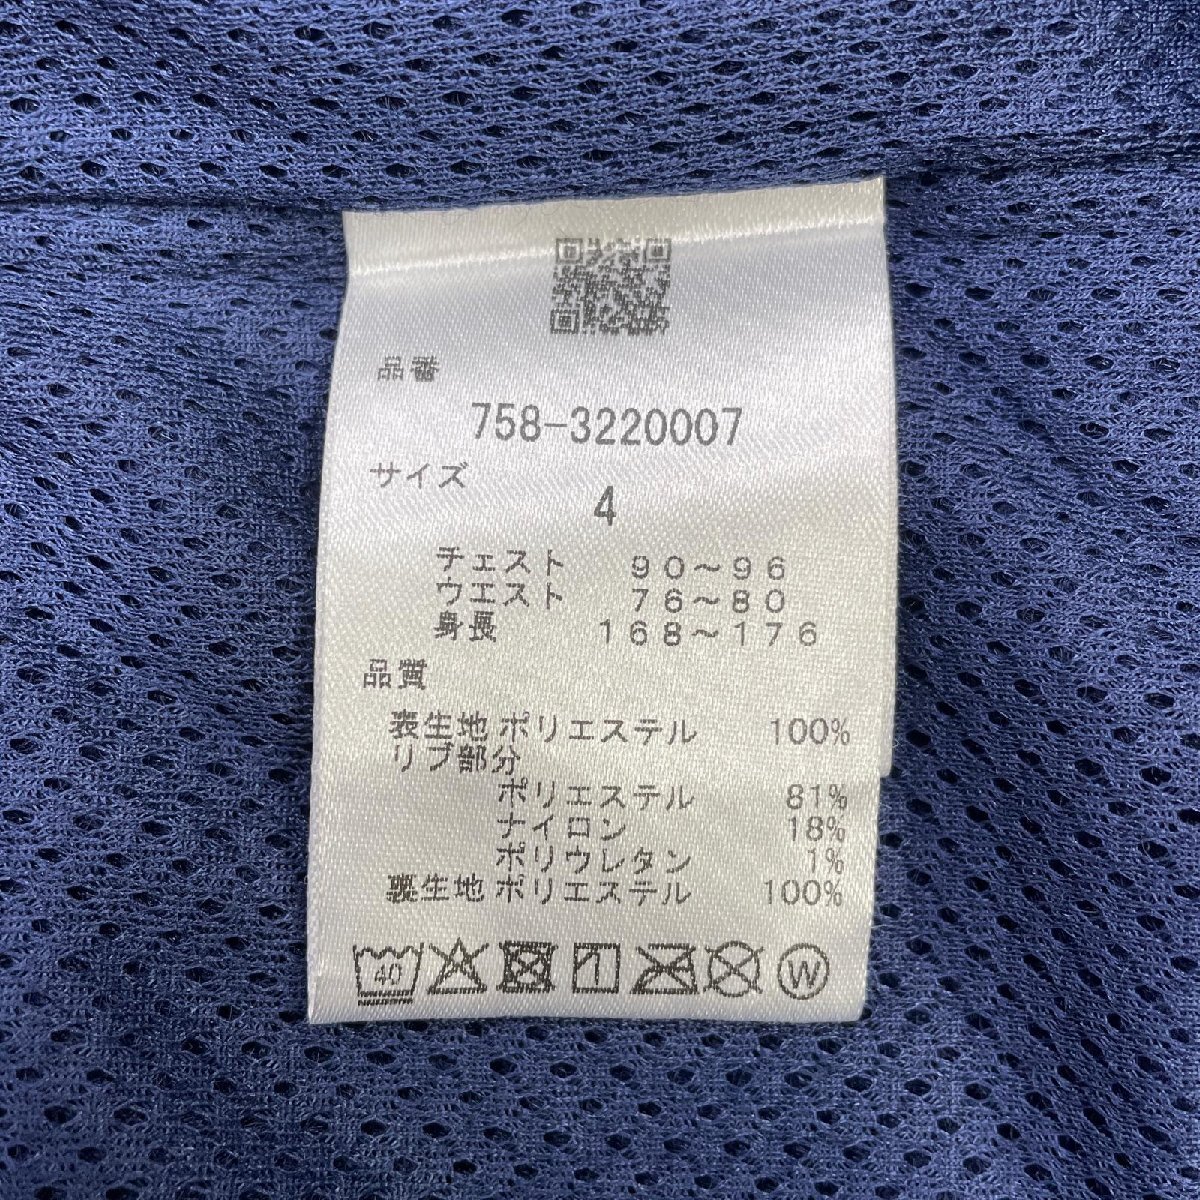 品番
758-3220007
サイズ
4
チェスト 90～96
ウエスト 76～80
身長 168～176
品質
表生地 ポリエステル 100%
リブ部分
ポリエステル 81%
ナイロン 18%
ポリウレタン 1%
裏生地 ポリエステル 100%
40 1 W